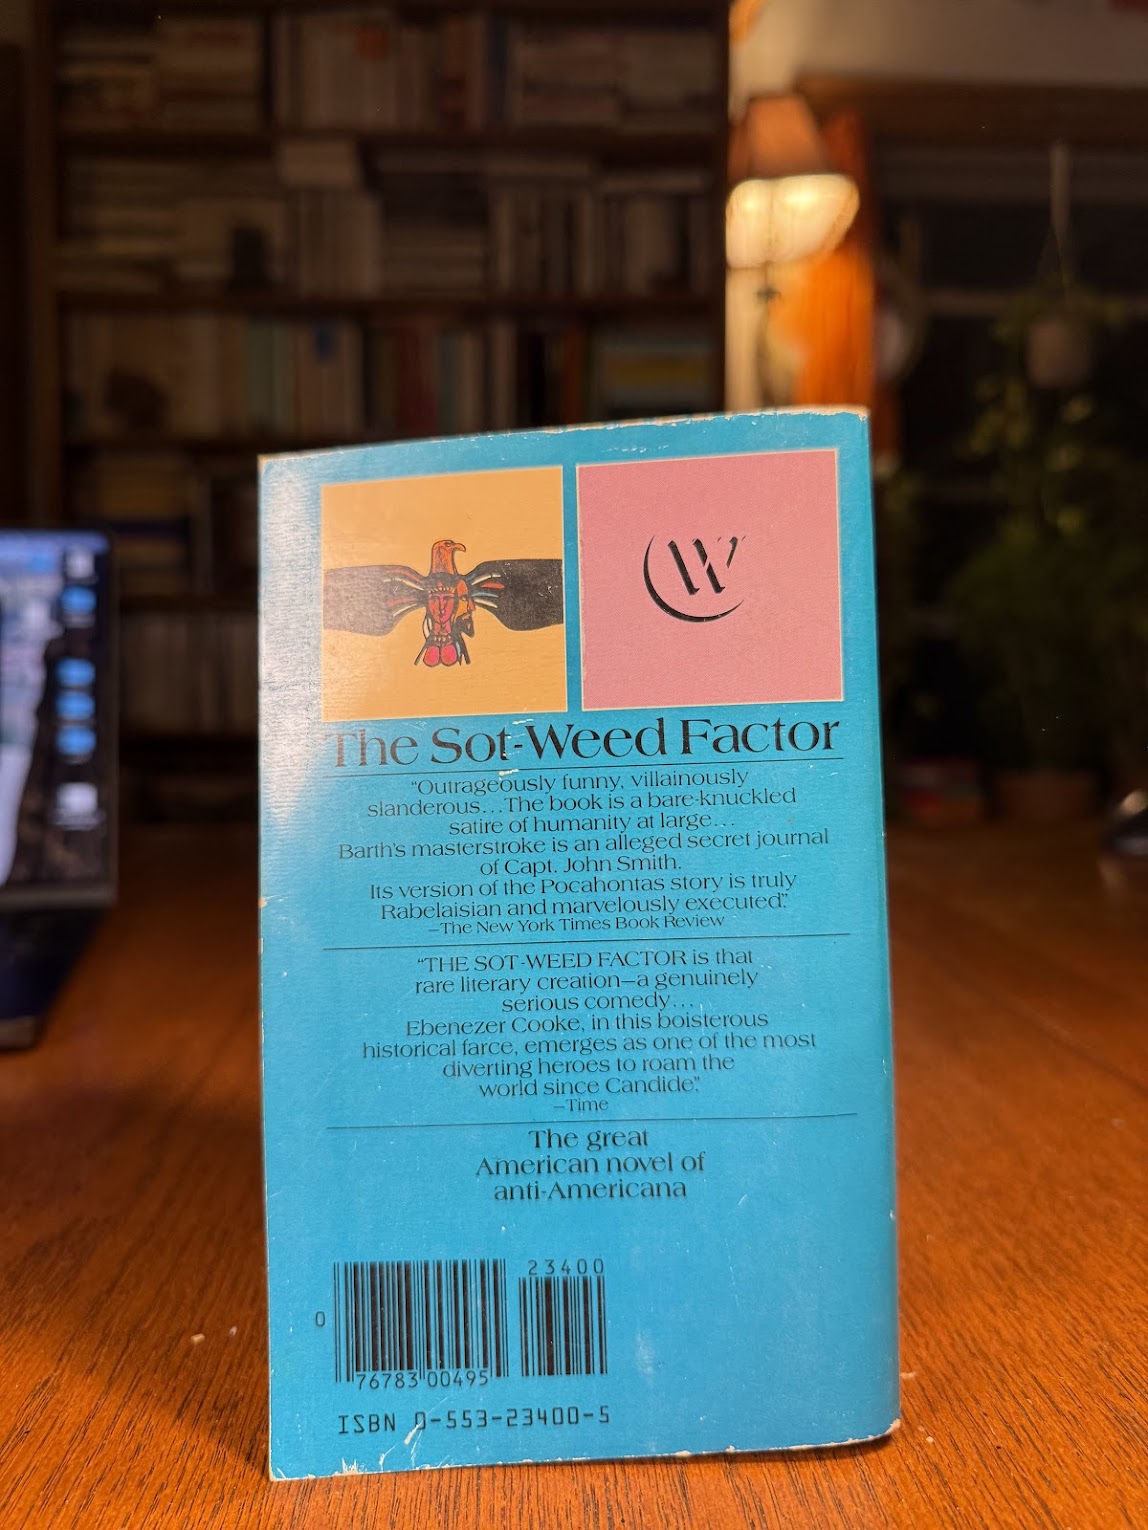 W
The Sot-Weed Factor
“Outrageously funny, villainously
slanderous...The book is a bare-knuckled
satire of humanity at large...
Barth's masterstroke is an alleged secret journal
of Capt. John Smith.
Its version of the Pocahontas story is truly
Rabelaisian and marvelously executed.”
—The New York Times Book Review
“THE SOT-WEED FACTOR is that
rare literary creation—a genuinely
serious comedy...
Ebenezer Cooke, in this boisterous
historical farce, emerges as one of the most
diverting heroes to roam the
world since Candide.”
—Time
The great
American novel of
anti-Americana
23400
0 76783 00495
ISBN 0-553-23400-5